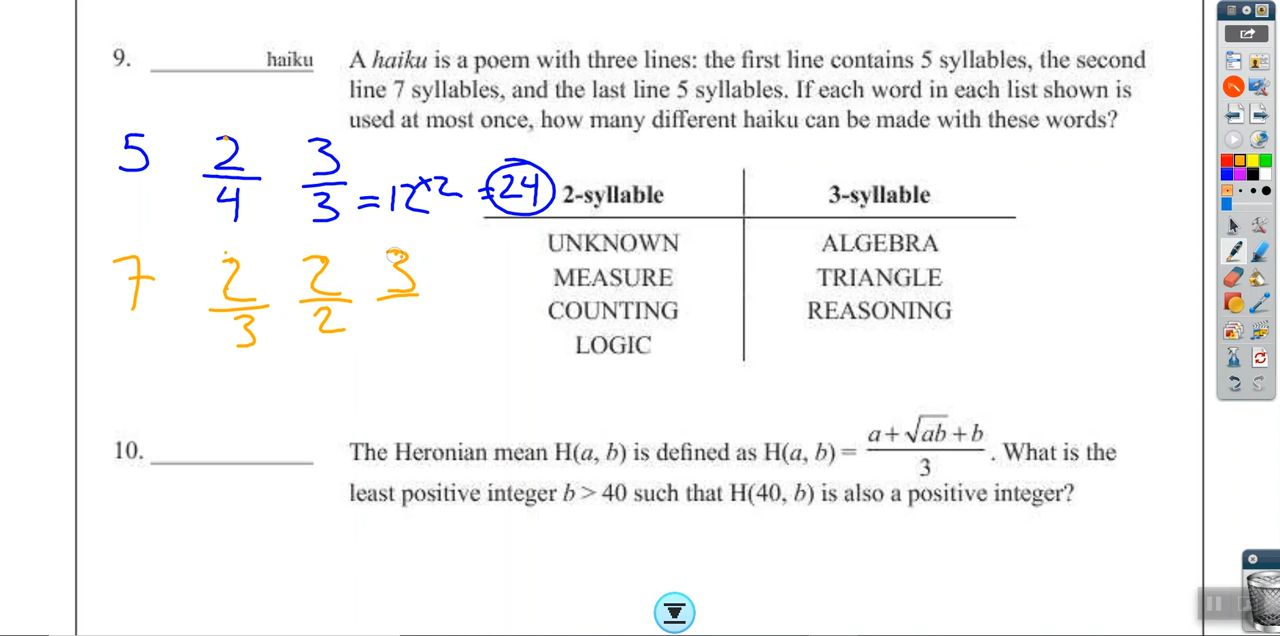 9. ________ haiku A haiku is a poem with three lines: the first line contains 5 syllables, the second
line 7 syllables, and the last line 5 syllables. If each word in each list shown is
used at most once, how many different haiku can be made with these words?
5 2/4 3/3 = 12 ×2 = 24
2-syllable 3-syllable
UNKNOWN ALGEBRA
MEASURE TRIANGLE
COUNTING REASONING
LOGIC
7 2/3 2/2 3
10. ________ The Heronian mean H(a, b) is defined as H(a, b) = (a + √ab + b)/3. What is the
least positive integer b > 40 such that H(40, b) is also a positive integer?